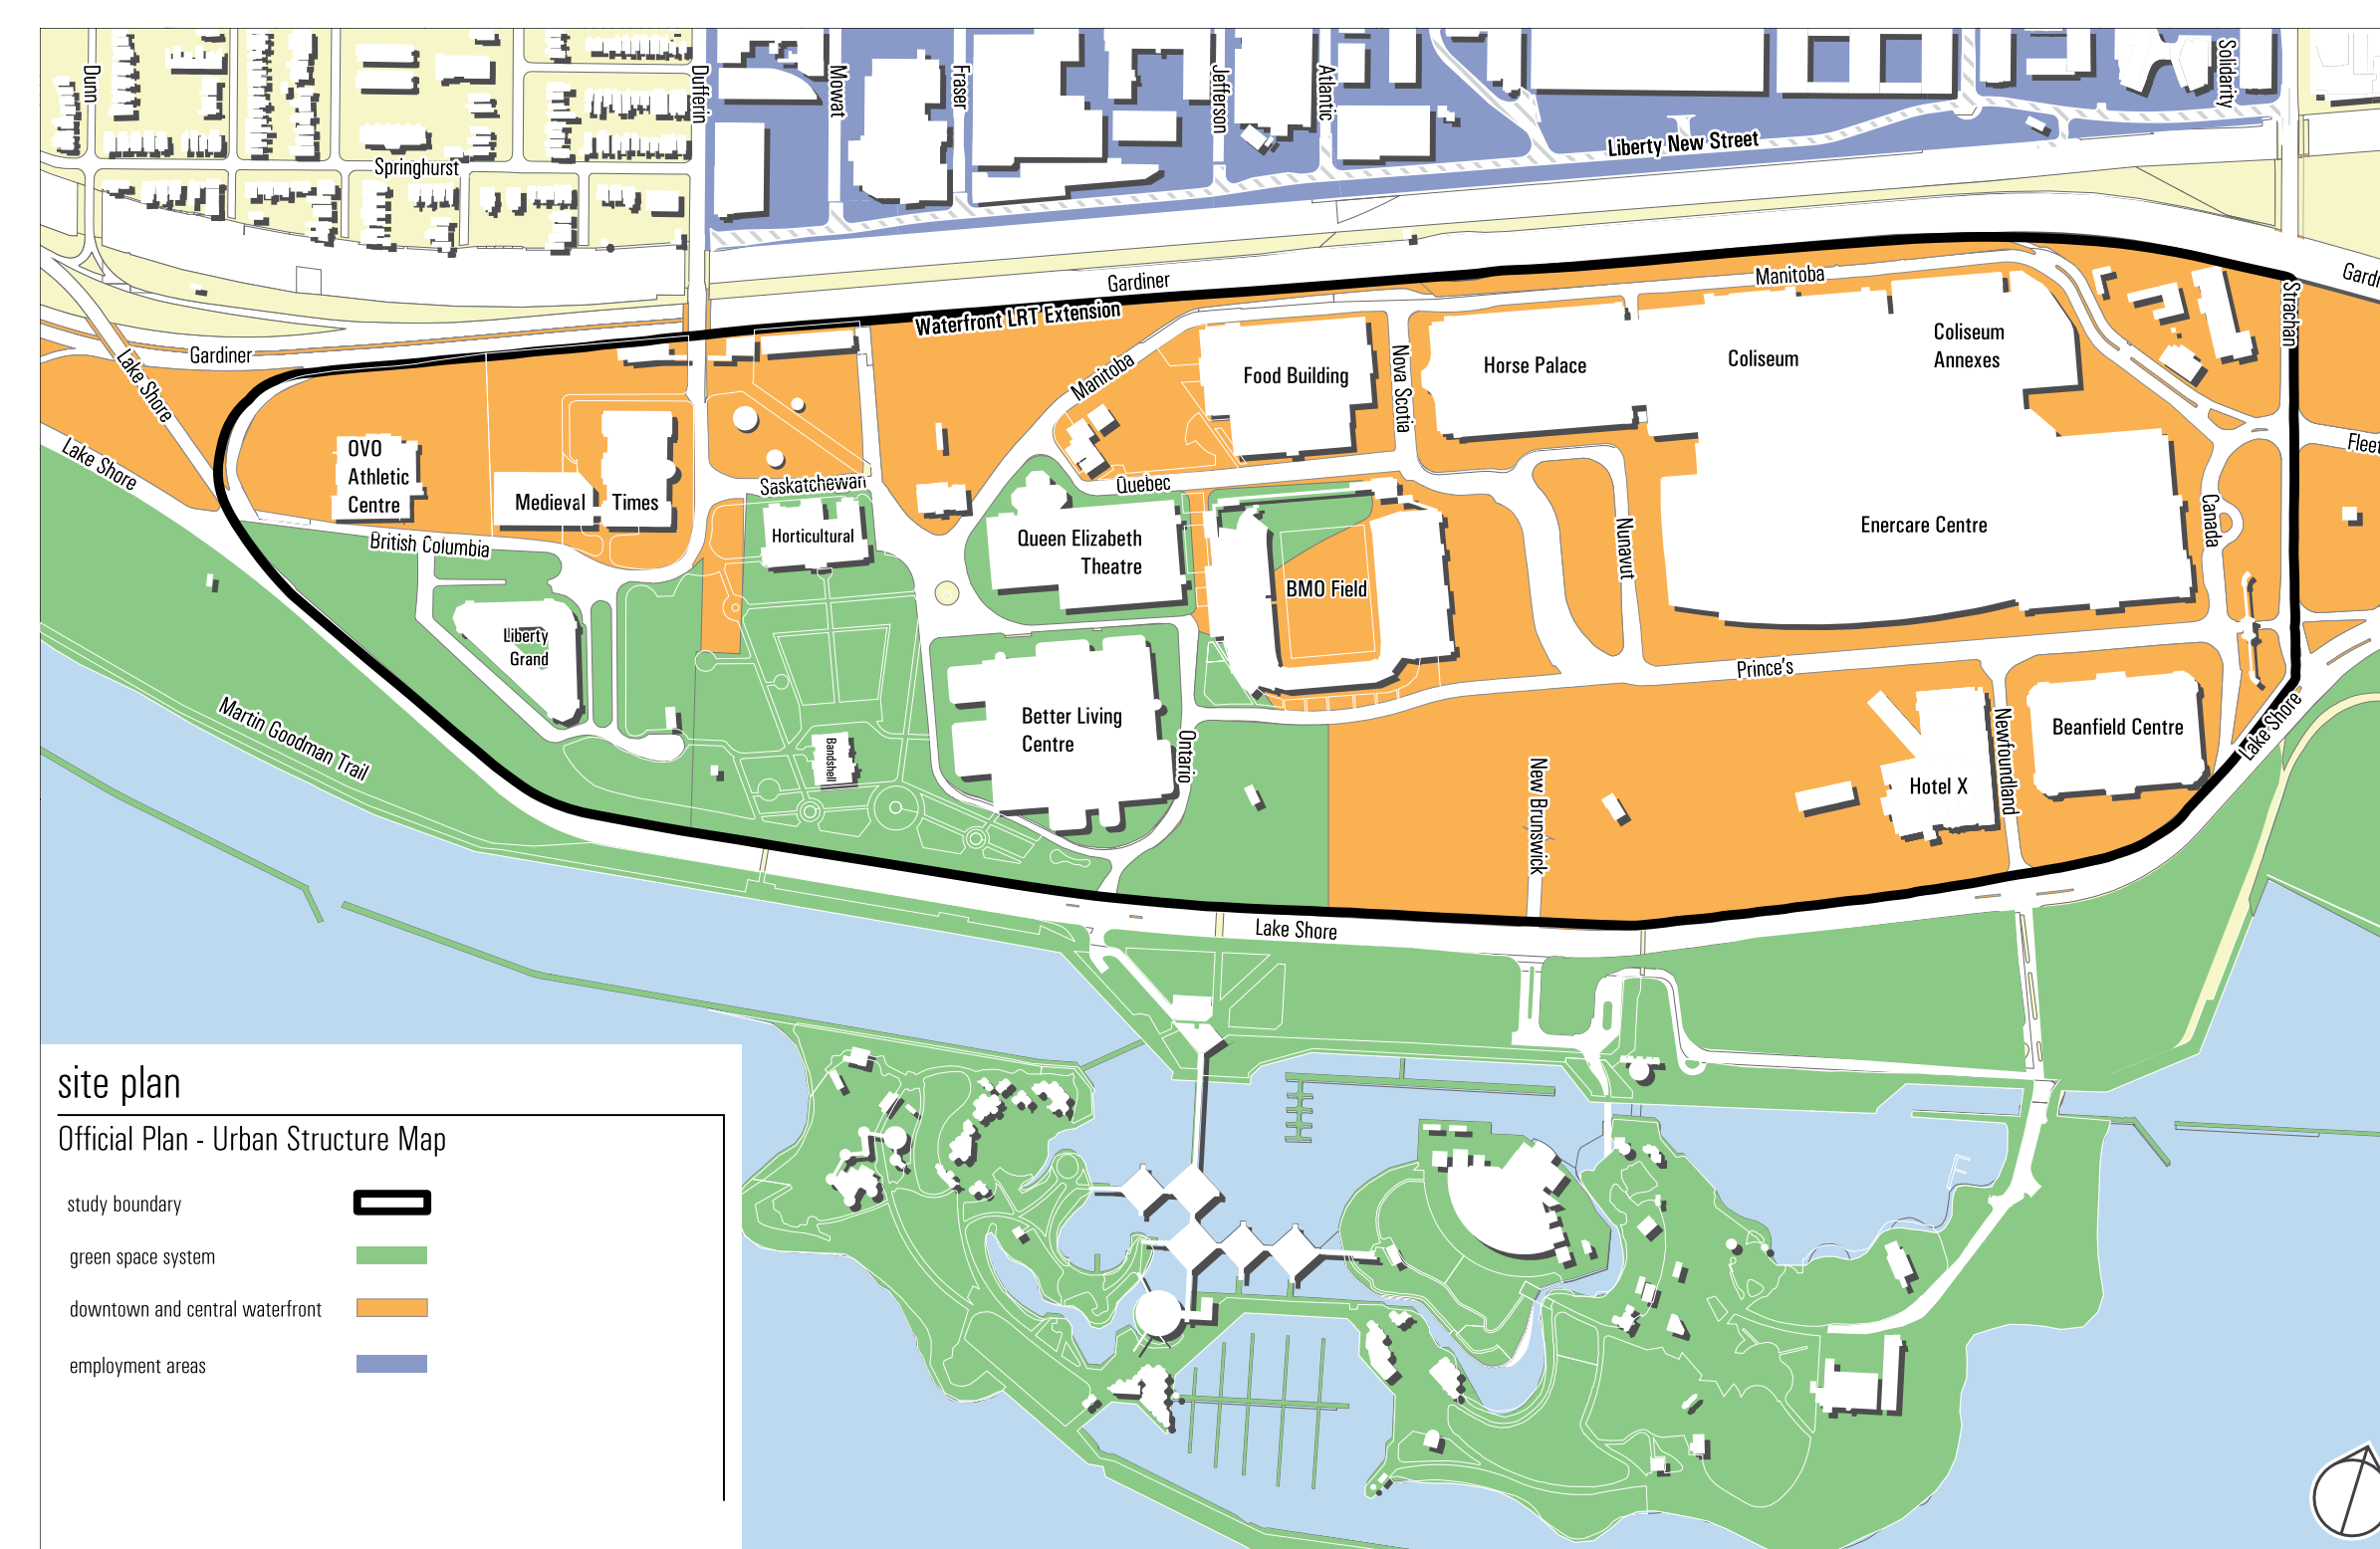 Dunn
Dufferin
Mowat
Fraser
Jefferson
Atlantic
Solidarity
Liberty New Street
Springhurst
Gardiner
Manitoba
Waterfront LRT Extension
Strachan
Gardiner
Lake Shore
Manitoba
Food Building
Nova Scotia
Horse Palace
Coliseum
Coliseum
Annexes
Lake Shore
OVO
Athletic
Centre
Medieval
Times
Saskatchewan
Quebec
Horticultural
British Columbia
Queen Elizabeth
Theatre
BMO Field
Nunavut
Enercare Centre
Canada
Liberty
Grand
Prince's
Martin Goodman Trail
Better Living
Centre
Bandshell
Ontario
New Brunswick
Hotel X
Newfoundland
Beanfield Centre
Lake Shore
Lake Shore
site plan
Official Plan - Urban Structure Map
study boundary
green space system
downtown and central waterfront
employment areas